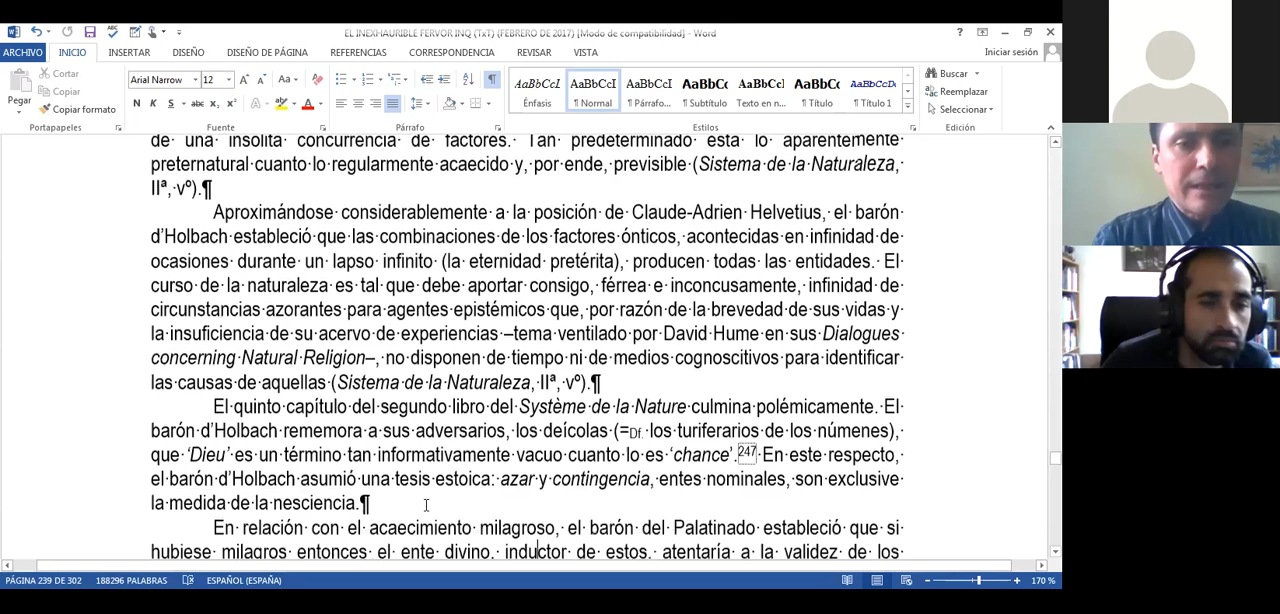 EL INEXHAURIBLE FERVOR INQ (TxT) (FEBRERO DE 2017) [Modo de compatibilidad] - Word
ARCHIVO INICIO INSERTAR DISEÑO DISEÑO DE PÁGINA REFERENCIAS CORRESPONDENCIA REVISAR VISTA Iniciar sesión
Pegar Cortar Copiar Copiar formato
Arial Narrow 12
N K S abc x₂ x²
AaBbCcI AaBbCcI AaBbCcI AaBbCc AaBbCcI AaBbCc AaBbCcDc
Énfasis ¶ Normal ¶ Párrafo... ¶ Subtítulo Texto en n... ¶ Título ¶ Título 1
Buscar
Reemplazar
Seleccionar
Portapapeles Fuente Párrafo Estilos Edición
de una insólita concurrencia de factores. Tan predeterminado está lo aparentemente
preternatural cuanto lo regularmente acaecido y, por ende, previsible (Sistema de la Naturaleza,
IIª, vº).¶
Aproximándose considerablemente a la posición de Claude-Adrien Helvetius, el barón
d’Holbach estableció que las combinaciones de los factores ónticos, acontecidas en infinidad de
ocasiones durante un lapso infinito (la eternidad pretérita), producen todas las entidades. El
curso de la naturaleza es tal que debe aportar consigo, férrea e inconcusamente, infinidad de
circunstancias azorantes para agentes epistémicos que, por razón de la brevedad de sus vidas y
la insuficiencia de su acervo de experiencias –tema ventilado por David Hume en sus Dialogues
concerning Natural Religion–, no disponen de tiempo ni de medios cognoscitivos para identificar
las causas de aquellas (Sistema de la Naturaleza, IIª, vº).¶
El quinto capítulo del segundo libro del Système de la Nature culmina polémicamente. El
barón d’Holbach rememora a sus adversarios, los deícolas (=Df. los turiferarios de los númenes),
que ‘Dieu’ es un término tan informativamente vacuo cuanto lo es ‘chance’.247 En este respecto,
el barón d’Holbach asumió una tesis estoica: azar y contingencia, entes nominales, son exclusive
la medida de la nesciencia.¶
En relación con el acaecimiento milagroso, el barón del Palatinado estableció que si
hubiese milagros entonces el ente divino, inductor de estos, atentaría a la validez de los
PÁGINA 239 DE 302 188296 PALABRAS ESPAÑOL (ESPAÑA) 170 %